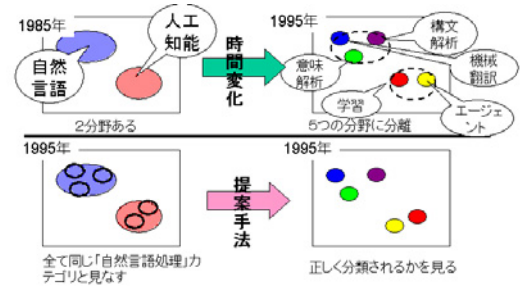 1985年
人工
知能
自然
言語
2分野ある
時間
変化
1995年
構文
解析
意味
解析
機械
翻訳
学習
エージェ
ント
5つの分野に分離
1995年
全て同じ「自然言語処理」カ
テゴリと見なす
提案
手法
1995年
正しく分類されるかを見る